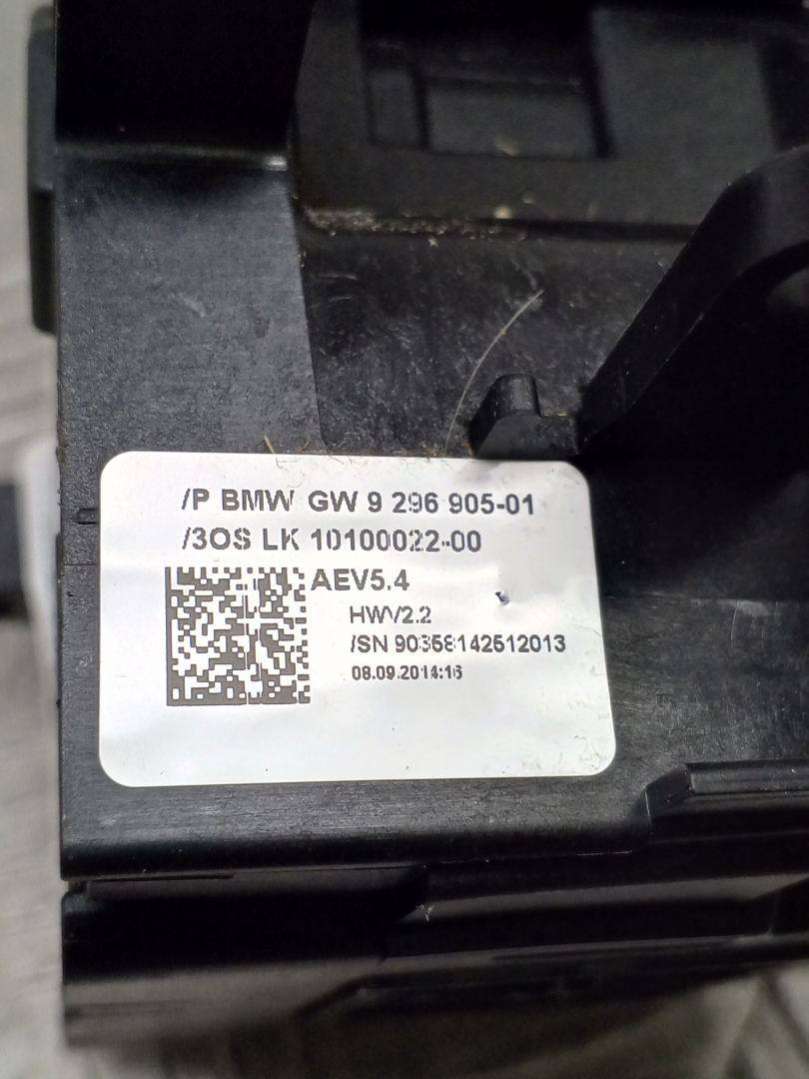 /P BMW GW 9 296 905-01
/3OS LK 10100022-00
AEV5.4
HWV2.2
/SN 90358142512013
08.09.2014:16